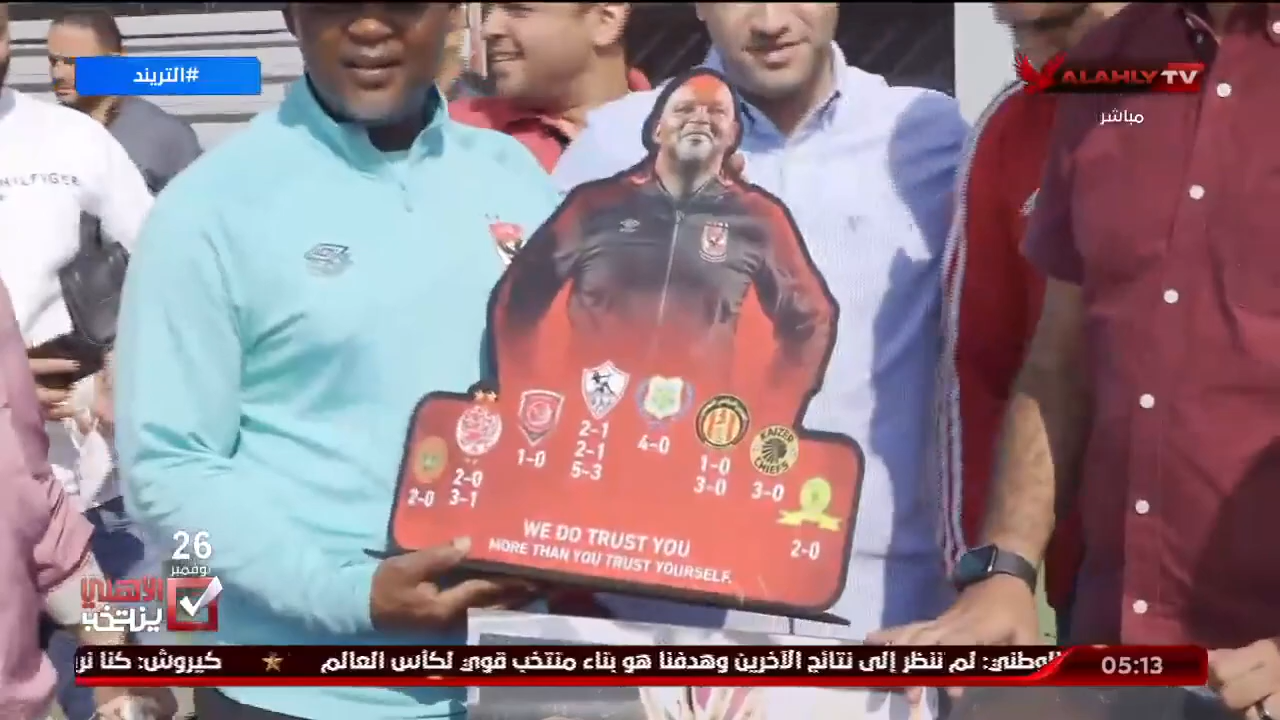 #التريند
ALAHLY TV
مباشر
HILFIGER
2-0
2-0
3-1
1-0
2-1
2-1
5-3
4-0
1-0
3-0
KAIZER
CHIEFS
3-0
2-0
WE DO TRUST YOU
MORE THAN YOU TRUST YOURSELF.
26
نوفمبر
الأهلي
ينتخب
الوطني: لم ننظر إلى نتائج الآخرين وهدفنا هو بناء منتخب قوي لكأس العالم
كيروش: كنا
05:13